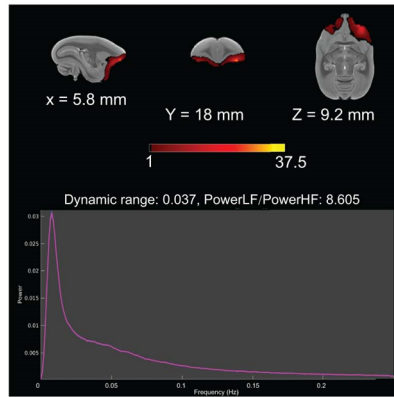 x = 5.8 mm
Y = 18 mm
Z = 9.2 mm
1
37.5
Dynamic range: 0.037, PowerLF/PowerHF: 8.605
0.03
0.025
0.02
0.015
0.01
0.005
Power
0
0.05
0.1
0.15
0.2
Frequency (Hz)